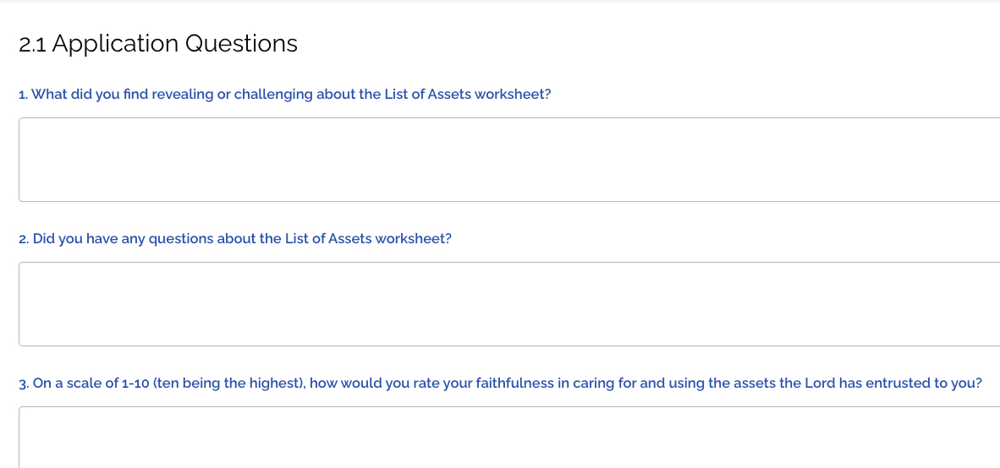 2.1 Application Questions
1. What did you find revealing or challenging about the List of Assets worksheet?
2. Did you have any questions about the List of Assets worksheet?
3. On a scale of 1-10 (ten being the highest), how would you rate your faithfulness in caring for and using the assets the Lord has entrusted to you?